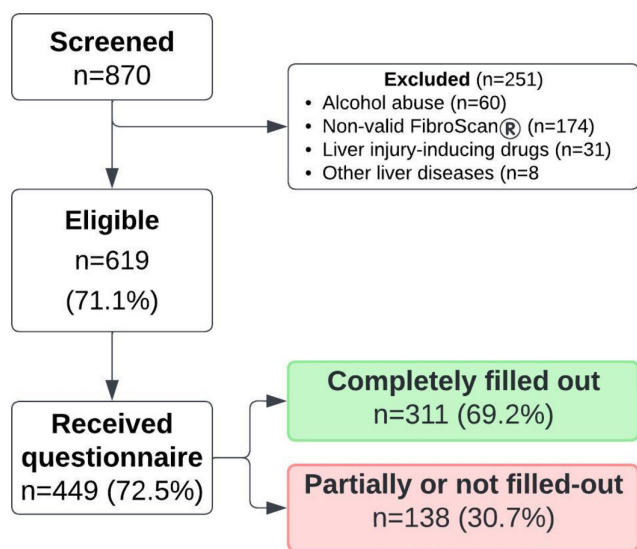 Screened
n=870
Excluded (n=251)
• Alcohol abuse (n=60)
• Non-valid FibroScan® (n=174)
• Liver injury-inducing drugs (n=31)
• Other liver diseases (n=8
Eligible
n=619
(71.1%)
Completely filled out
n=311 (69.2%)
Received
questionnaire
n=449 (72.5%)
Partially or not filled-out
n=138 (30.7%)